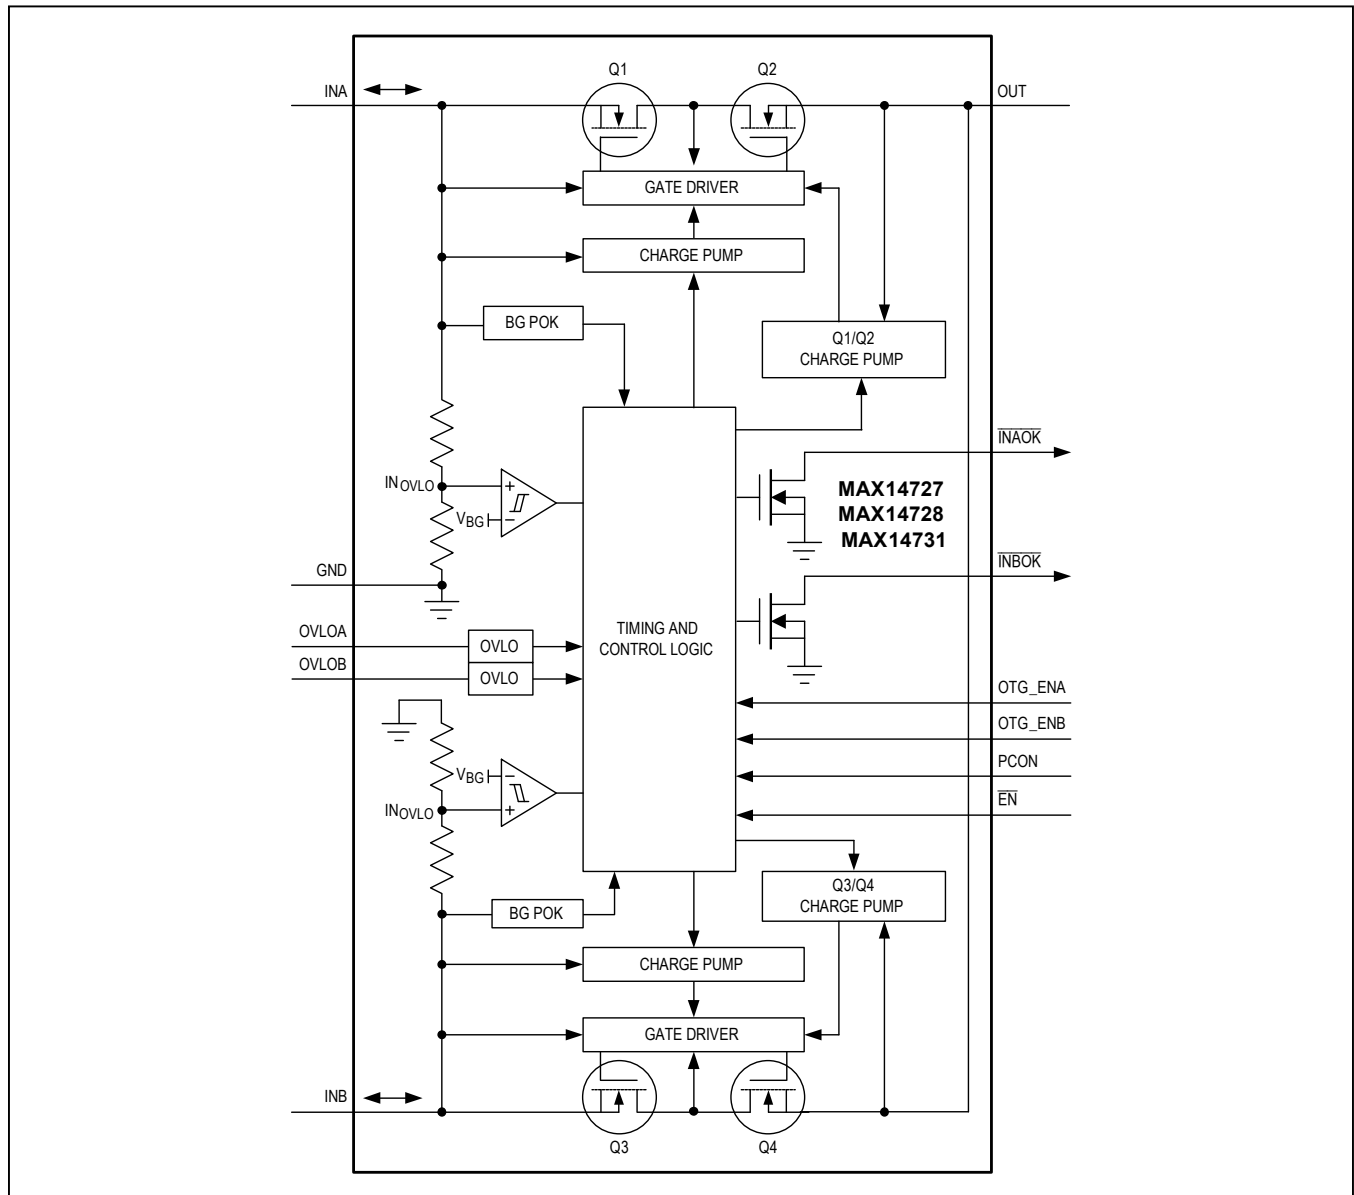 Q1
Q2
INA
OUT
GATE DRIVER
CHARGE PUMP
BG POK
Q1/Q2
CHARGE PUMP
INAOK
INOVLO
+
VBG
−
MAX14727
MAX14728
MAX14731
GND
INBOK
OVLOA
OVLO
OVLOB
OVLO
TIMING AND
CONTROL LOGIC
OTG_ENA
OTG_ENB
VBG
−
PCON
INOVLO
+
EN
Q3/Q4
CHARGE PUMP
BG POK
CHARGE PUMP
GATE DRIVER
INB
Q3
Q4